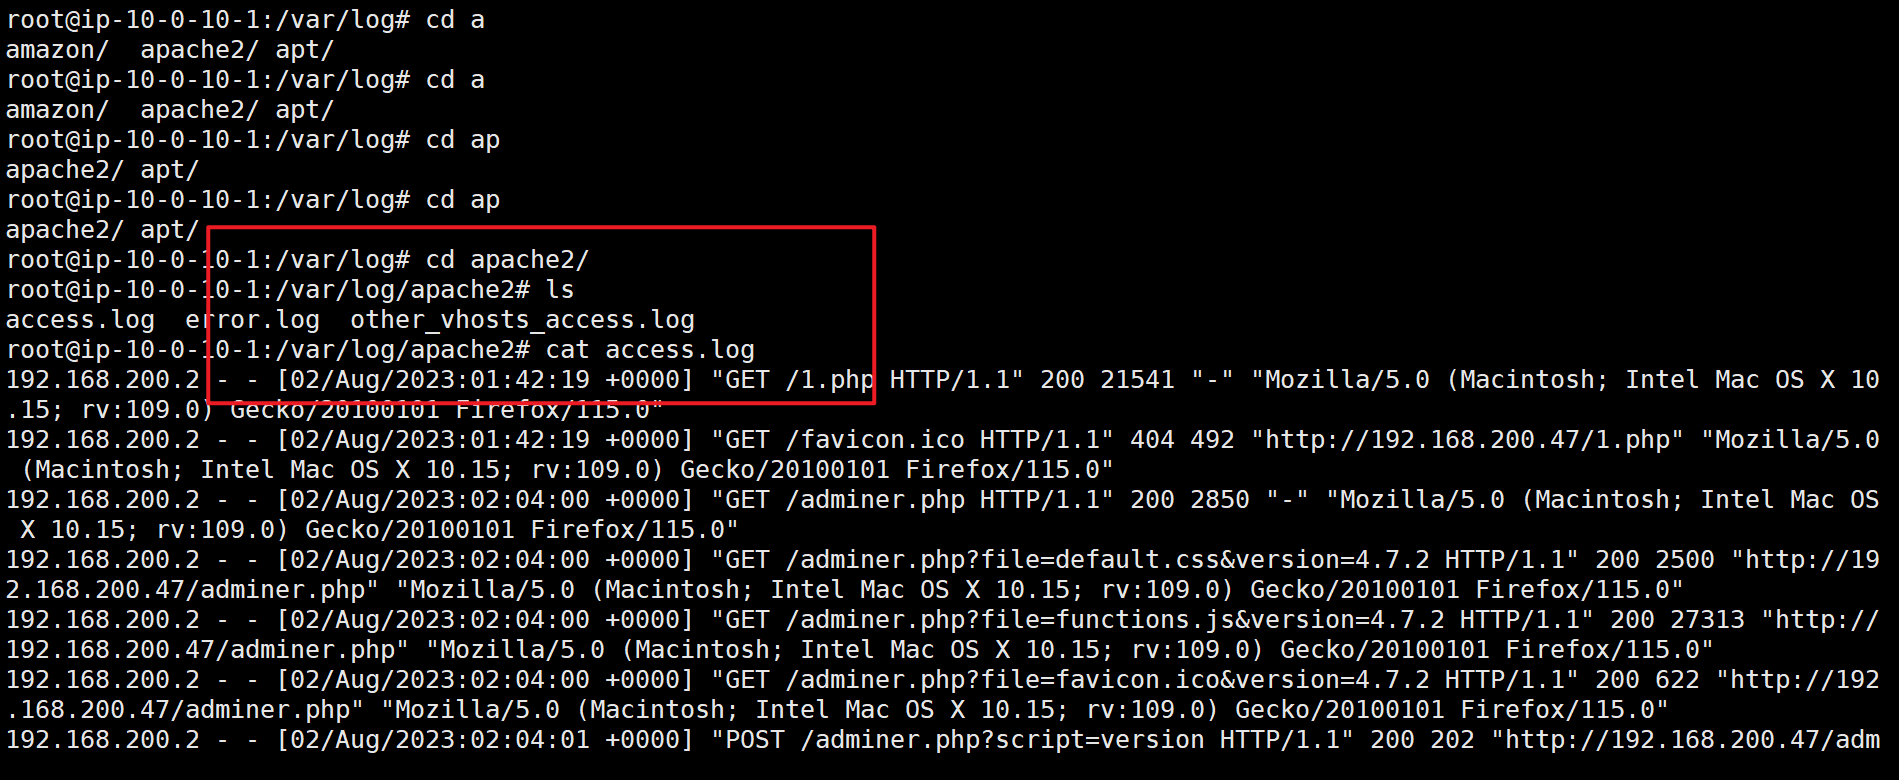 root@ip-10-0-10-1:/var/log# cd a
amazon/  apache2/ apt/
root@ip-10-0-10-1:/var/log# cd a
amazon/  apache2/ apt/
root@ip-10-0-10-1:/var/log# cd ap
apache2/ apt/
root@ip-10-0-10-1:/var/log# cd ap
apache2/ apt/
root@ip-10-0-10-1:/var/log# cd apache2/
root@ip-10-0-10-1:/var/log/apache2# ls
access.log  error.log  other_vhosts_access.log
root@ip-10-0-10-1:/var/log/apache2# cat access.log
192.168.200.2 - - [02/Aug/2023:01:42:19 +0000] "GET /1.php HTTP/1.1" 200 21541 "-" "Mozilla/5.0 (Macintosh; Intel Mac OS X 10
.15; rv:109.0) Gecko/20100101 Firefox/115.0"
192.168.200.2 - - [02/Aug/2023:01:42:19 +0000] "GET /favicon.ico HTTP/1.1" 404 492 "http://192.168.200.47/1.php" "Mozilla/5.0
 (Macintosh; Intel Mac OS X 10.15; rv:109.0) Gecko/20100101 Firefox/115.0"
192.168.200.2 - - [02/Aug/2023:02:04:00 +0000] "GET /adminer.php HTTP/1.1" 200 2850 "-" "Mozilla/5.0 (Macintosh; Intel Mac OS
 X 10.15; rv:109.0) Gecko/20100101 Firefox/115.0"
192.168.200.2 - - [02/Aug/2023:02:04:00 +0000] "GET /adminer.php?file=default.css&version=4.7.2 HTTP/1.1" 200 2500 "http://19
2.168.200.47/adminer.php" "Mozilla/5.0 (Macintosh; Intel Mac OS X 10.15; rv:109.0) Gecko/20100101 Firefox/115.0"
192.168.200.2 - - [02/Aug/2023:02:04:00 +0000] "GET /adminer.php?file=functions.js&version=4.7.2 HTTP/1.1" 200 27313 "http://
192.168.200.47/adminer.php" "Mozilla/5.0 (Macintosh; Intel Mac OS X 10.15; rv:109.0) Gecko/20100101 Firefox/115.0"
192.168.200.2 - - [02/Aug/2023:02:04:00 +0000] "GET /adminer.php?file=favicon.ico&version=4.7.2 HTTP/1.1" 200 622 "http://192
.168.200.47/adminer.php" "Mozilla/5.0 (Macintosh; Intel Mac OS X 10.15; rv:109.0) Gecko/20100101 Firefox/115.0"
192.168.200.2 - - [02/Aug/2023:02:04:01 +0000] "POST /adminer.php?script=version HTTP/1.1" 200 202 "http://192.168.200.47/adm